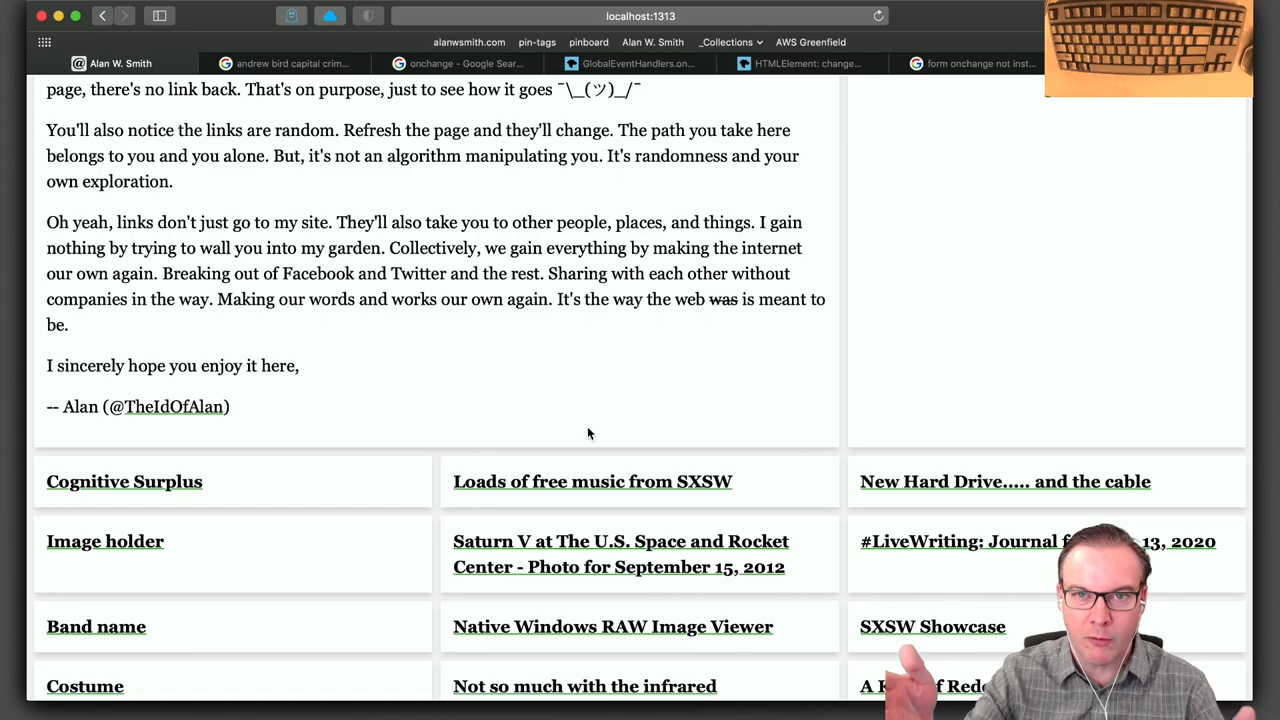 localhost:1313
alanwsmith.com pin-tags pinboard Alan W. Smith _Collections AWS Greenfield
@ Alan W. Smith andrew bird capital crim... onchange - Google Sear... GlobalEventHandlers.on... HTMLElement: change... form onchange not inst...
page, there's no link back. That's on purpose, just to see how it goes ¯\_(ツ)_/¯
You'll also notice the links are random. Refresh the page and they'll change. The path you take here
belongs to you and you alone. But, it's not an algorithm manipulating you. It's randomness and your
own exploration.
Oh yeah, links don't just go to my site. They'll also take you to other people, places, and things. I gain
nothing by trying to wall you into my garden. Collectively, we gain everything by making the internet
our own again. Breaking out of Facebook and Twitter and the rest. Sharing with each other without
companies in the way. Making our words and works our own again. It's the way the web was is meant to
be.
I sincerely hope you enjoy it here,
-- Alan (@TheIdOfAlan)
Cognitive Surplus Loads of free music from SXSW New Hard Drive..... and the cable
Image holder Saturn V at The U.S. Space and Rocket #LiveWriting: Journal 13, 2020
Center - Photo for September 15, 2012
Band name Native Windows RAW Image Viewer SXSW Showcase
Costume Not so much with the infrared A